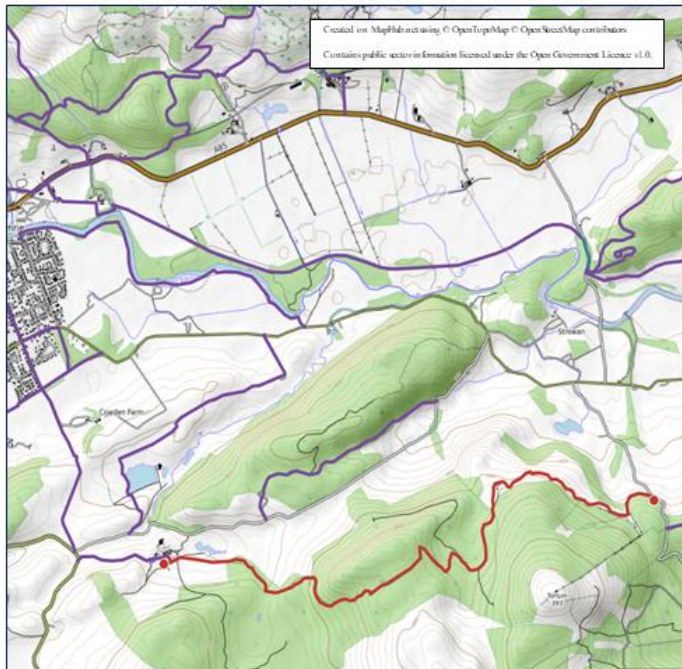 Created on MapHub.net using © OpenTopoMap © OpenStreetMap contributors
Contains public sector information licensed under the Open Government Licence v1.0.
A85
Strowan
Cowden Farm